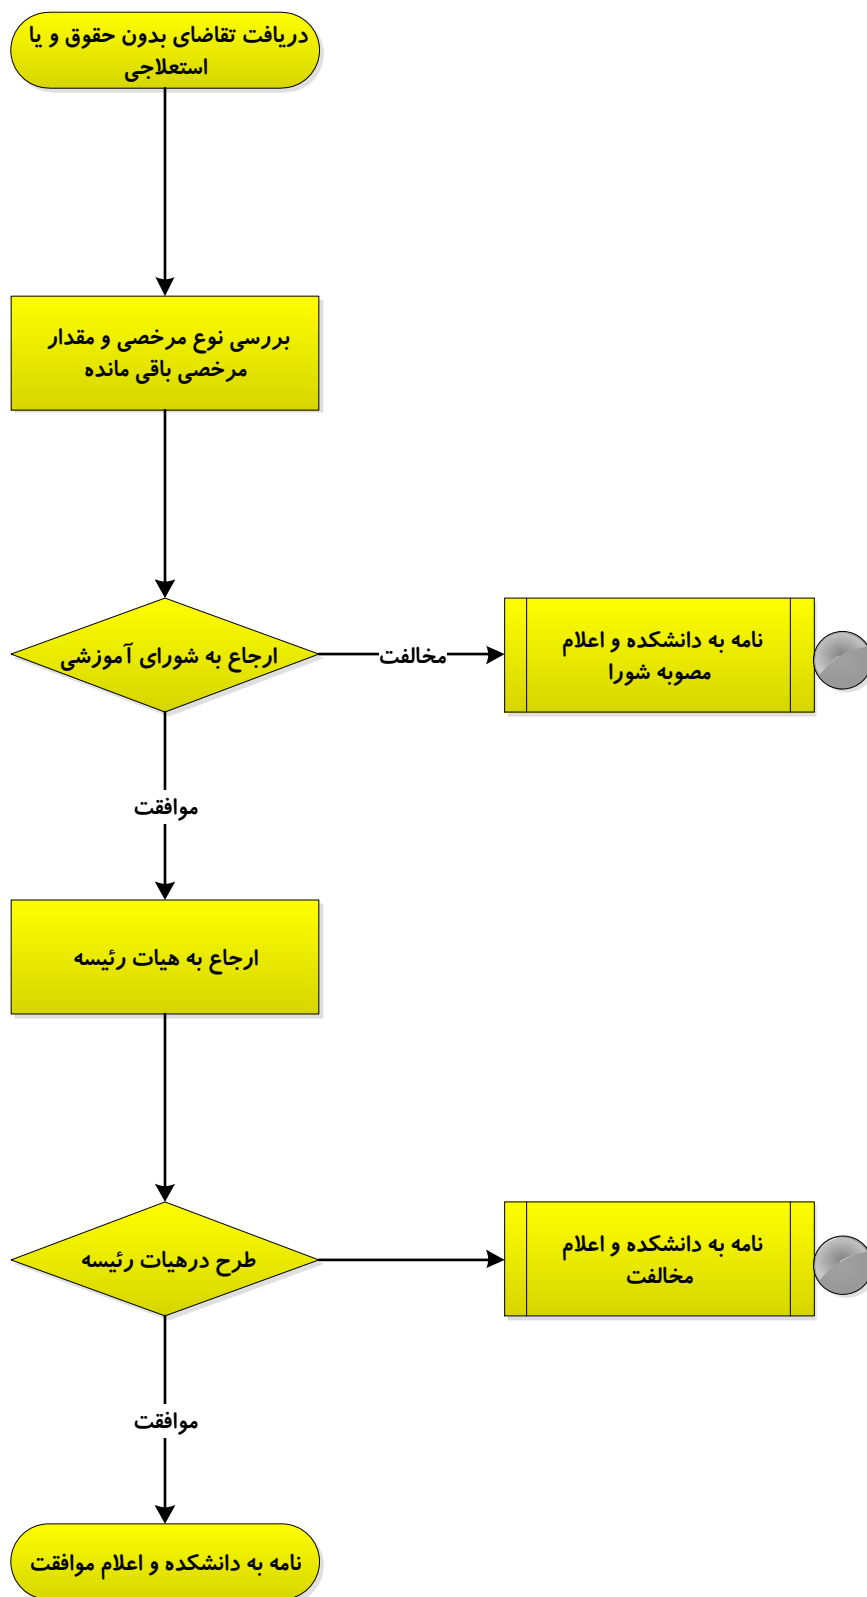 دریافت تقاضای بدون حقوق و یا
استعلاجی
بررسی نوع مرخصی و مقدار
مرخصی باقی مانده
ارجاع به شورای آموزشی
مخالفت
نامه به دانشکده و اعلام
مصوبه شورا
موافقت
ارجاع به هیات رئیسه
طرح درهیات رئیسه
نامه به دانشکده و اعلام
مخالفت
موافقت
نامه به دانشکده و اعلام موافقت